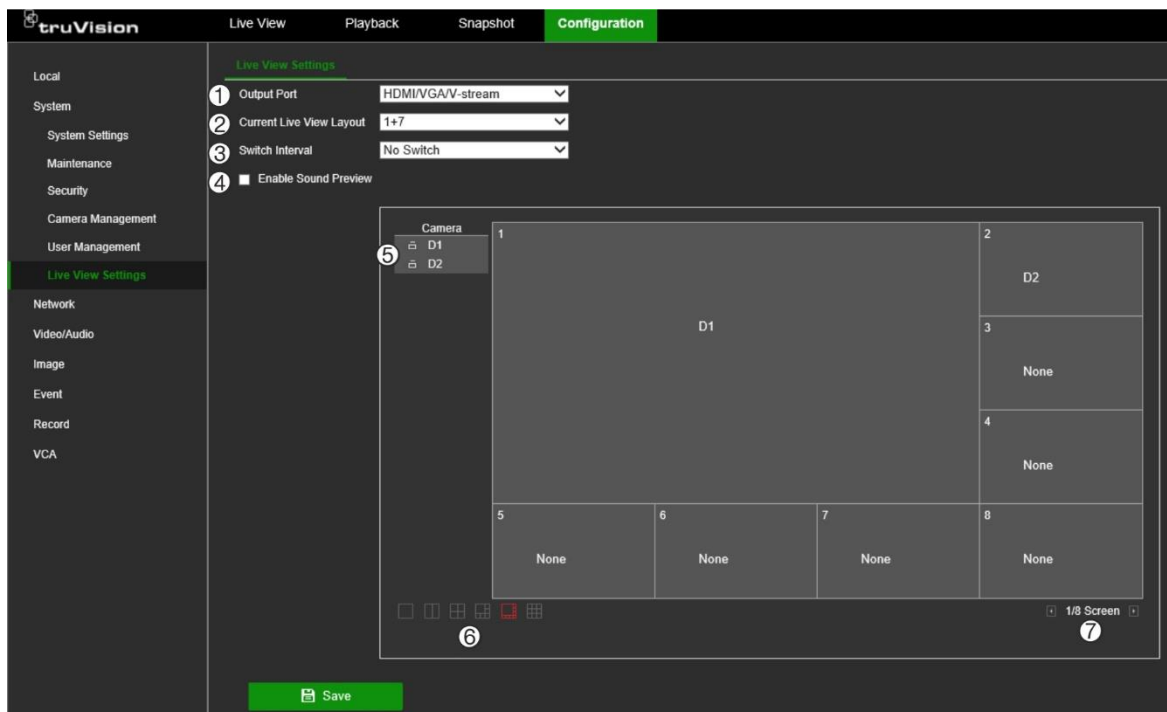 truVision
Live View Playback Snapshot Configuration
Local
System
System Settings
Maintenance
Security
Camera Management
User Management
Live View Settings
Network
Video/Audio
Image
Event
Record
VCA
Live View Settings
1 Output Port HDMI/VGA/V-stream
2 Current Live View Layout 1+7
3 Switch Interval No Switch
4 Enable Sound Preview
5
Camera
D1
D2
1
D1
2
D2
3
None
4
None
5
None
6
None
7
None
8
None
6
1/8 Screen
7
Save